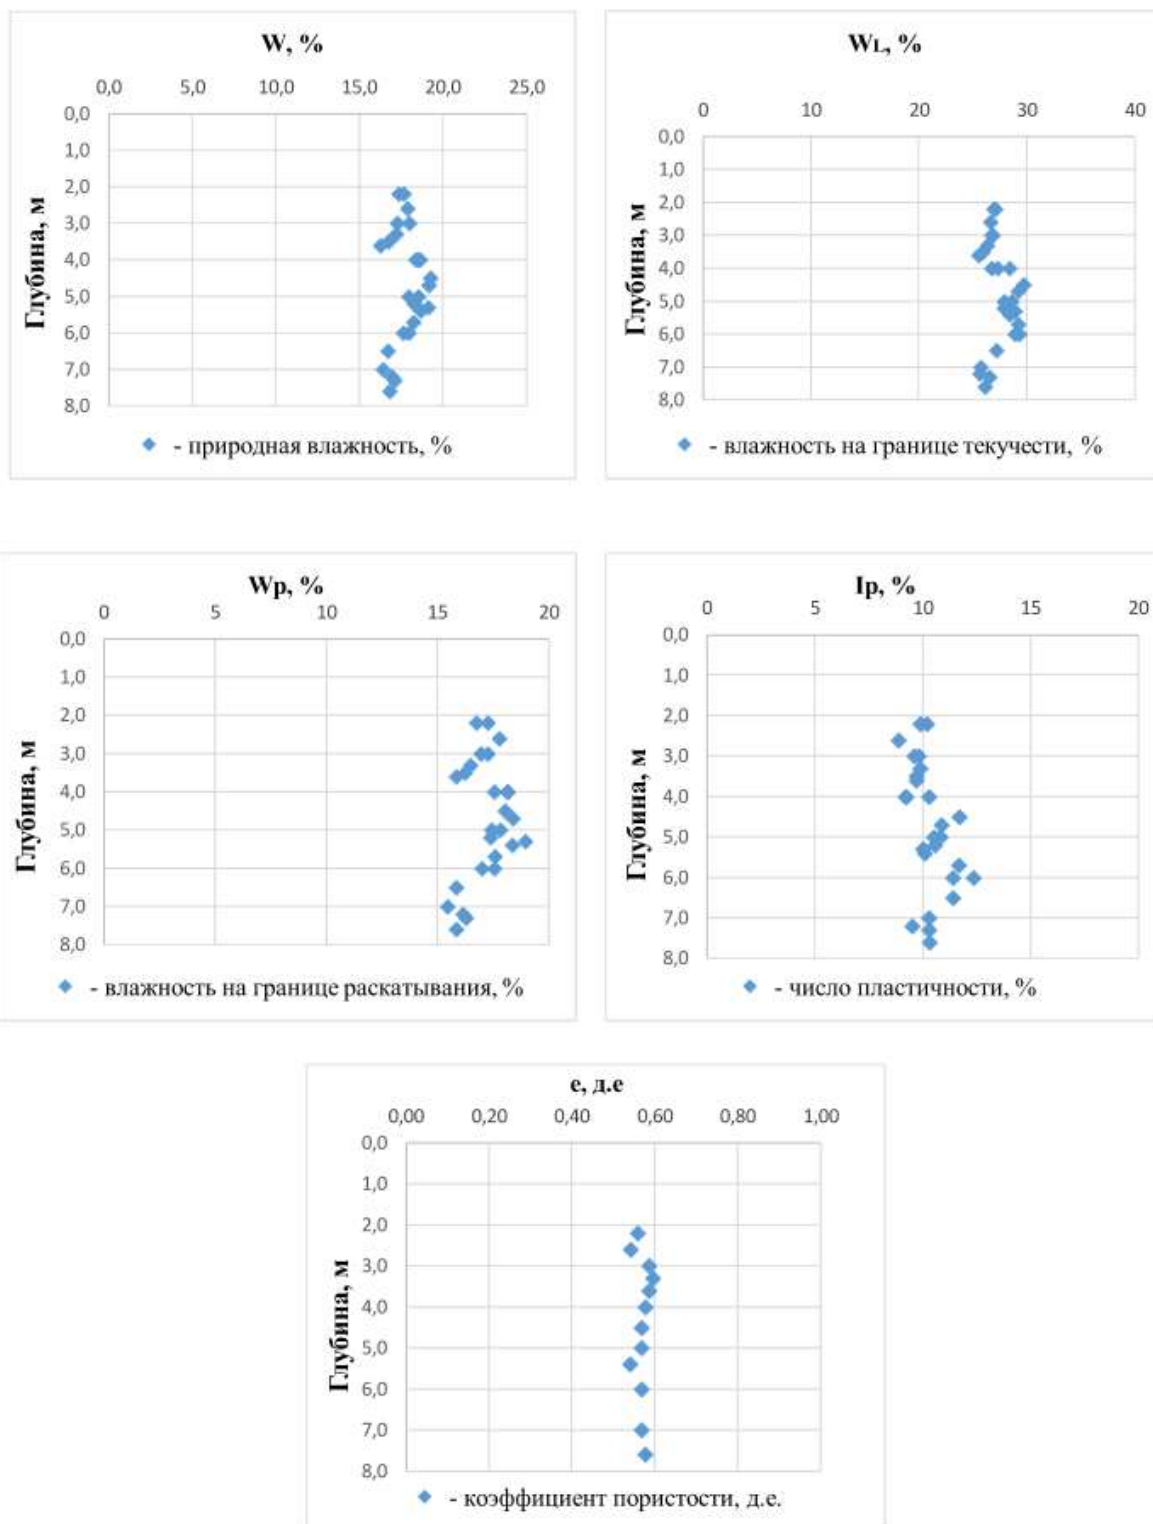 W, %
0,0 5,0 10,0 15,0 20,0 25,0
0,0
1,0
2,0
3,0
4,0
5,0
6,0
7,0
8,0
Глубина, м
- природная влажность, %
WL, %
0 10 20 30 40
0,0
1,0
2,0
3,0
4,0
5,0
6,0
7,0
8,0
Глубина, м
- влажность на границе текучести, %
Wp, %
0 5 10 15 20
0,0
1,0
2,0
3,0
4,0
5,0
6,0
7,0
8,0
Глубина, м
- влажность на границе раскатывания, %
Ip, %
0 5 10 15 20
0,0
1,0
2,0
3,0
4,0
5,0
6,0
7,0
8,0
Глубина, м
- число пластичности, %
e, д.е
0,00 0,20 0,40 0,60 0,80 1,00
0,0
1,0
2,0
3,0
4,0
5,0
6,0
7,0
8,0
Глубина, м
- коэффициент пористости, д.е.